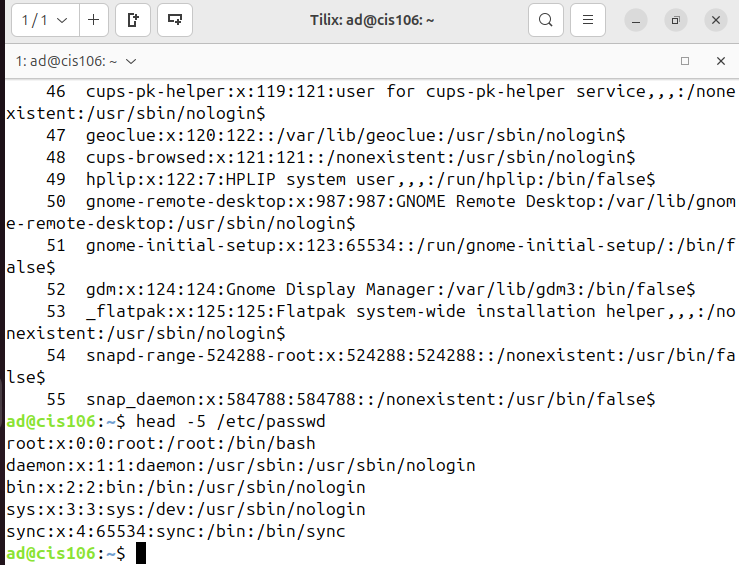 1 / 1
Tilix: ad@cis106: ~
1: ad@cis106: ~
46  cups-pk-helper:x:119:121:user for cups-pk-helper service,,,:/none
xistent:/usr/sbin/nologin$
47  geoclue:x:120:122::/var/lib/geoclue:/usr/sbin/nologin$
48  cups-browsed:x:121:121::/nonexistent:/usr/sbin/nologin$
49  hplip:x:122:7:HPLIP system user,,,:/run/hplip:/bin/false$
50  gnome-remote-desktop:x:987:987:GNOME Remote Desktop:/var/lib/gnom
e-remote-desktop:/usr/sbin/nologin$
51  gnome-initial-setup:x:123:65534::/run/gnome-initial-setup/:/bin/f
alse$
52  gdm:x:124:124:Gnome Display Manager:/var/lib/gdm3:/bin/false$
53  _flatpak:x:125:125:Flatpak system-wide installation helper,,,:/no
nexistent:/usr/sbin/nologin$
54  snapd-range-524288-root:x:524288:524288::/nonexistent:/usr/bin/fa
lse$
55  snap_daemon:x:584788:584788::/nonexistent:/usr/bin/false$
ad@cis106:~$ head -5 /etc/passwd
root:x:0:0:root:/root:/bin/bash
daemon:x:1:1:daemon:/usr/sbin:/usr/sbin/nologin
bin:x:2:2:bin:/bin:/usr/sbin/nologin
sys:x:3:3:sys:/dev:/usr/sbin/nologin
sync:x:4:65534:sync:/bin:/bin/sync
ad@cis106:~$